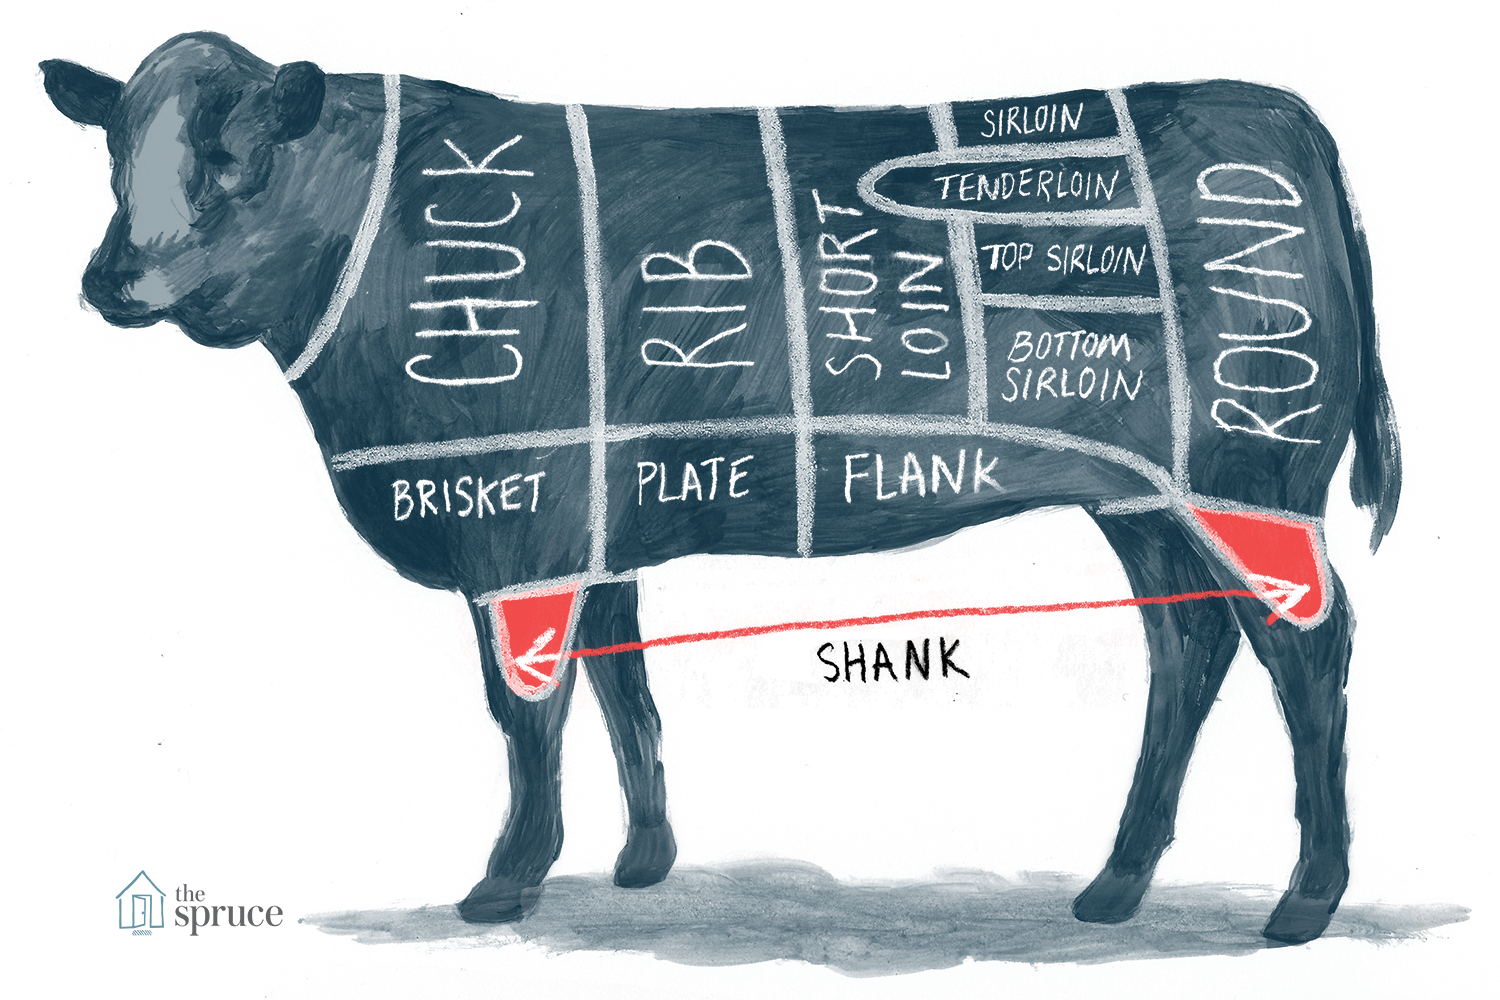 CHUCK
RIB
SHORT
LOIN
SIRLOIN
TENDERLOIN
TOP SIRLOIN
BOTTOM
SIRLOIN
ROUND
BRISKET
PLATE
FLANK
SHANK
the
spruce